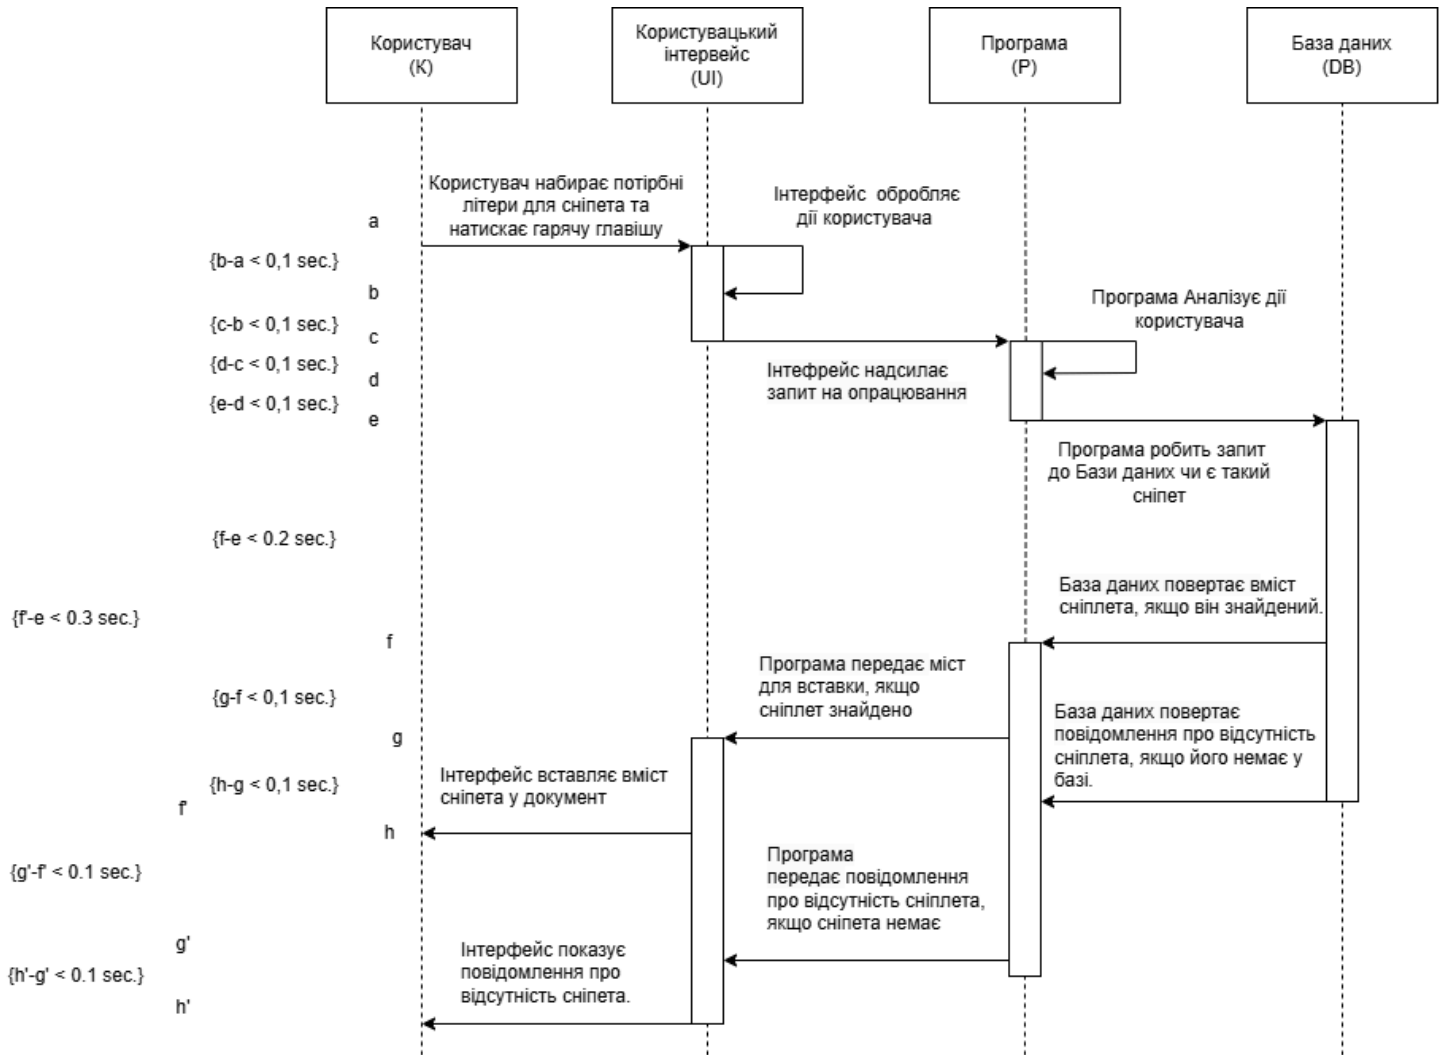 Користувач
(К)
Користувацький
інтервейс
(UI)
Програма
(P)
База даних
(DB)
Користувач набирає потірбні
літери для сніпета та
натискає гарячу главішу
Інтерфейс обробляє
дії користувача
a
{b-a < 0,1 sec.}
b
Програма Аналізує дії
користувача
{c-b < 0,1 sec.}
c
{d-c < 0,1 sec.}
d
Інтефрейс надсилає
запит на опрацювання
{e-d < 0,1 sec.}
e
Програма робить запит
до Бази даних чи є такий
сніпет
{f-e < 0.2 sec.}
База даних повертає вміст
сніплета, якщо він знайдений.
{f'-e < 0.3 sec.}
f
Програма передає міст
для вставки, якщо
сніплет знайдено
{g-f < 0,1 sec.}
База даних повертає
повідомлення про відсутність
сніплета, якщо його немає у
базі.
g
{h-g < 0,1 sec.}
Інтерфейс вставляє вміст
сніпета у документ
f'
h
Програма
передає повідомлення
про відсутність сніплета,
якщо сніпета немає
{g'-f' < 0.1 sec.}
g'
Інтерфейс показує
повідомлення про
відсутність сніпета.
{h'-g' < 0.1 sec.}
h'